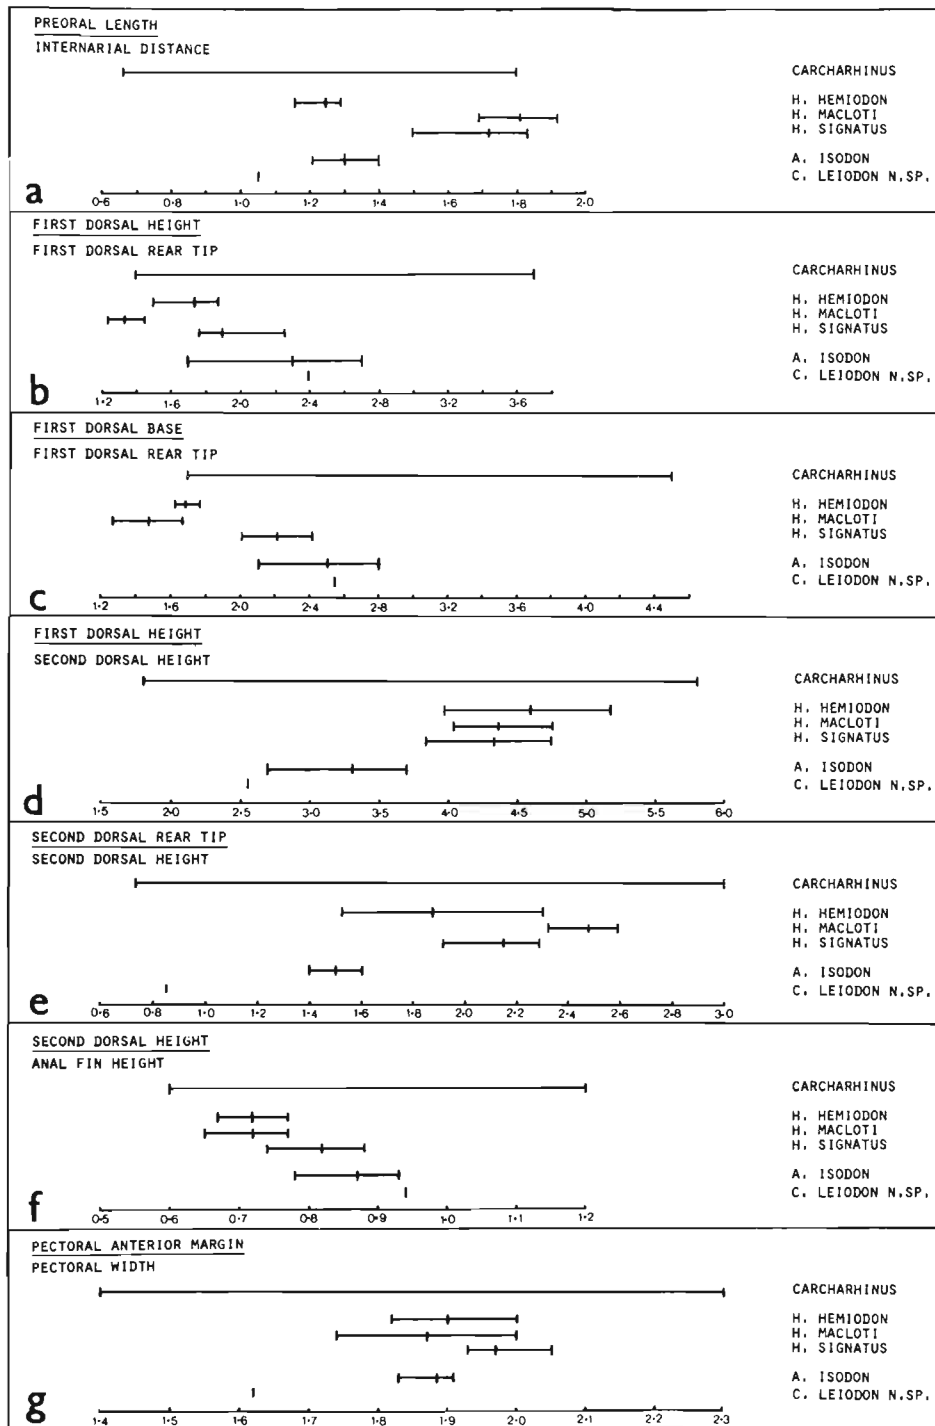 PREORAL LENGTH
INTERNARIAL DISTANCE
CARCHARHINUS
H. HEMIODON
H. MACLOTI
H. SIGNATUS
A. ISODON
C. LEIODON N.SP.
a
0·6 0·8 1·0 1·2 1·4 1·6 1·8 2·0
FIRST DORSAL HEIGHT
FIRST DORSAL REAR TIP
CARCHARHINUS
H. HEMIODON
H. MACLOTI
H. SIGNATUS
A. ISODON
C. LEIODON N.SP.
b
1·2 1·6 2·0 2·4 2·8 3·2 3·6
FIRST DORSAL BASE
FIRST DORSAL REAR TIP
CARCHARHINUS
H. HEMIODON
H. MACLOTI
H. SIGNATUS
A. ISODON
C. LEIODON N.SP.
c
1·2 1·6 2·0 2·4 2·8 3·2 3·6 4·0 4·4
FIRST DORSAL HEIGHT
SECOND DORSAL HEIGHT
CARCHARHINUS
H. HEMIODON
H. MACLOTI
H. SIGNATUS
A. ISODON
C. LEIODON N.SP.
d
1·5 2·0 2·5 3·0 3·5 4·0 4·5 5·0 5·5 6·0
SECOND DORSAL REAR TIP
SECOND DORSAL HEIGHT
CARCHARHINUS
H. HEMIODON
H. MACLOTI
H. SIGNATUS
A. ISODON
C. LEIODON N.SP.
e
0·6 0·8 1·0 1·2 1·4 1·6 1·8 2·0 2·2 2·4 2·6 2·8 3·0
SECOND DORSAL HEIGHT
ANAL FIN HEIGHT
CARCHARHINUS
H. HEMIODON
H. MACLOTI
H. SIGNATUS
A. ISODON
C. LEIODON N.SP.
f
0·5 0·6 0·7 0·8 0·9 1·0 1·1 1·2
PECTORAL ANTERIOR MARGIN
PECTORAL WIDTH
CARCHARHINUS
H. HEMIODON
H. MACLOTI
H. SIGNATUS
A. ISODON
C. LEIODON N.SP.
g
1·4 1·5 1·6 1·7 1·8 1·9 2·0 2·1 2·2 2·3